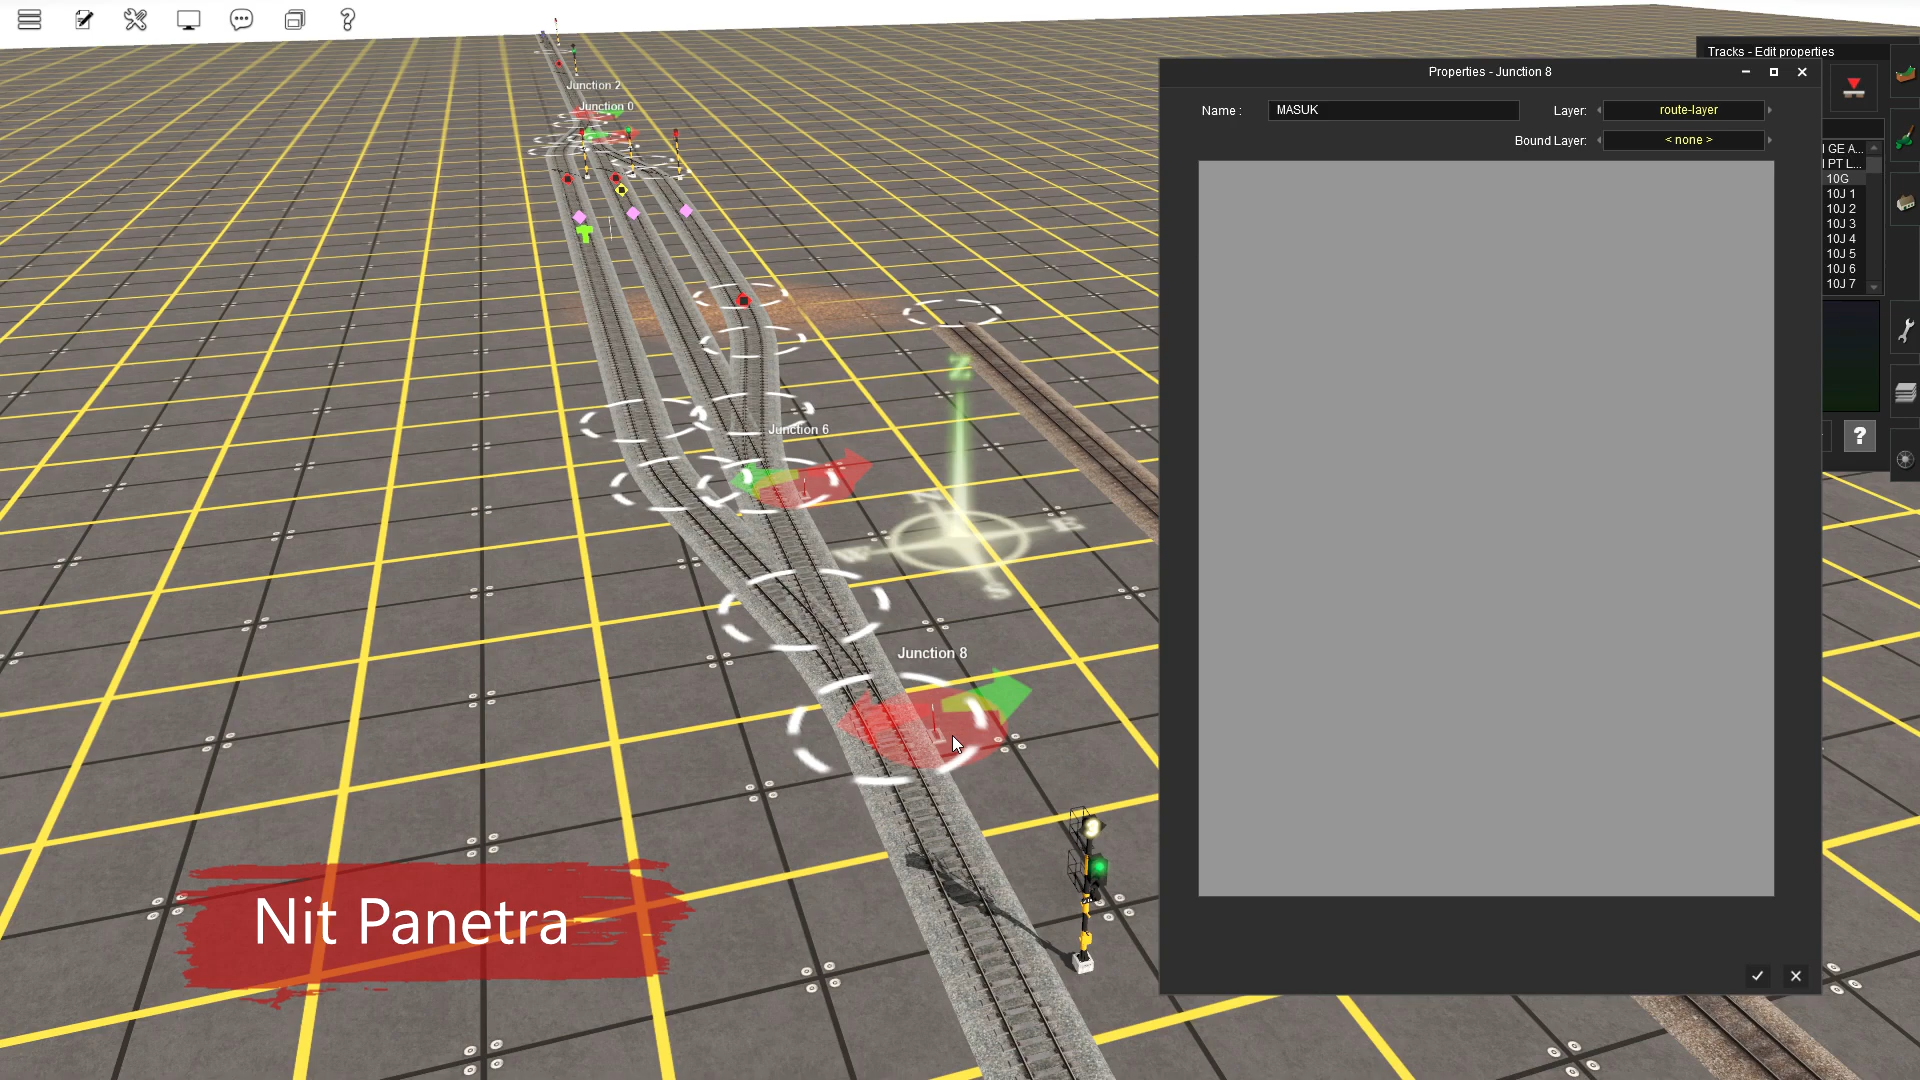 Tracks - Edit properties
Properties - Junction 8
Name :
MASUK
Layer:
route-layer
Bound Layer:
< none >
GE A...
PT L...
10G
10J 1
10J 2
10J 3
10J 4
10J 5
10J 6
10J 7
?
Junction 2
Junction 0
Junction 6
Junction 8
N
N
E
W
S
Nit Panetra